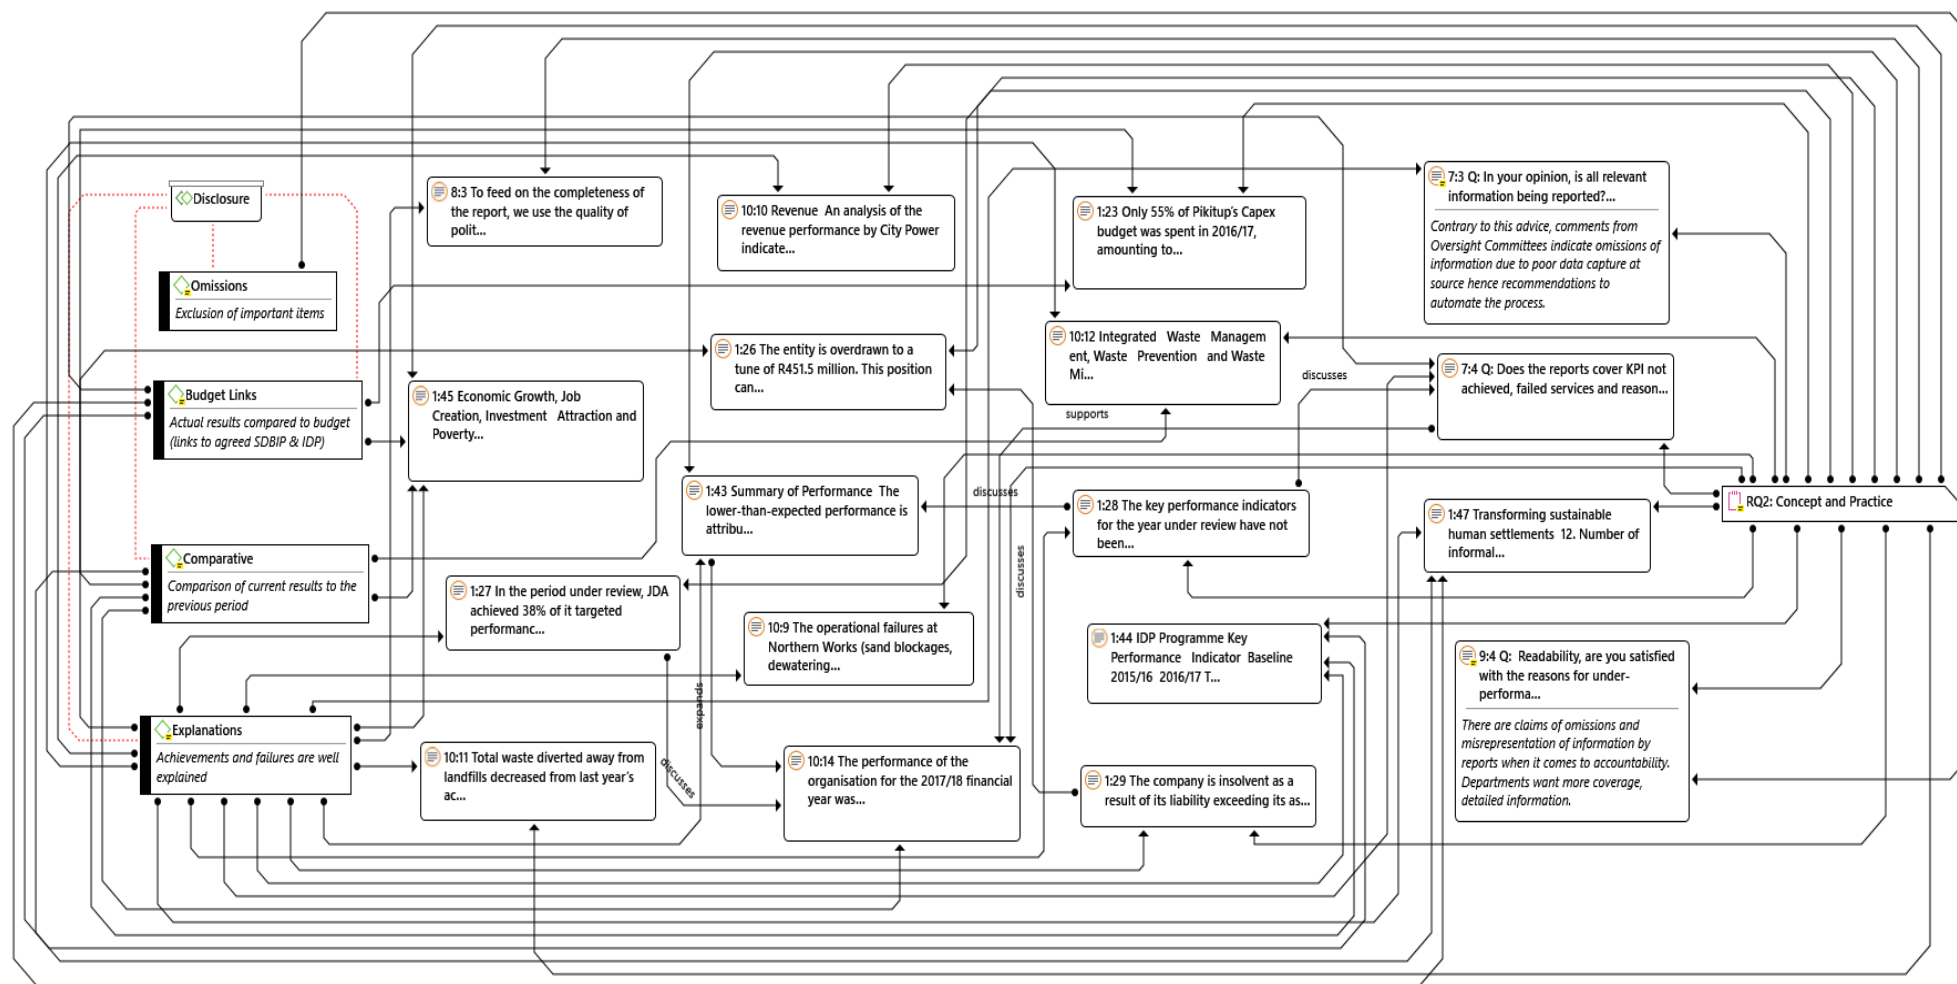 Disclosure
Omissions
Exclusion of important items
Budget Links
Actual results compared to budget
(links to agreed SDBIP & IDP)
Comparative
Comparison of current results to the
previous period
Explanations
Achievements and failures are well
explained
8:3 To feed on the completeness of
the report, we use the quality of
polit...
10:10 Revenue An analysis of the
revenue performance by City Power
indicate...
1:23 Only 55% of Pikitup's Capex
budget was spent in 2016/17,
amounting to...
7:3 Q: In your opinion, is all relevant
information being reported?...
Contrary to this advice, comments from
Oversight Committees indicate omissions of
information due to poor data capture at
source hence recommendations to
automate the process.
1:26 The entity is overdrawn to a
tune of R451.5 million. This position
can...
10:12 Integrated Waste Managem
ent, Waste Prevention and Waste
Mi...
7:4 Q: Does the reports cover KPI not
achieved, failed services and reason...
discusses
supports
1:45 Economic Growth, Job
Creation, Investment Attraction and
Poverty...
1:43 Summary of Performance The
lower-than-expected performance is
attribu...
discusses
1:28 The key performance indicators
for the year under review have not
been...
1:47 Transforming sustainable
human settlements 12. Number of
informal...
RQ2: Concept and Practice
1:27 In the period under review, JDA
achieved 38% of it targeted
performanc...
10:9 The operational failures at
Northern Works (sand blockages,
dewatering...
discusses
1:44 IDP Programme Key
Performance Indicator Baseline
2015/16 2016/17 T...
9:4 Q: Readability, are you satisfied
with the reasons for under-
performa...
There are claims of omissions and
misrepresentation of information by
reports when it comes to accountability.
Departments want more coverage,
detailed information.
expands
10:11 Total waste diverted away from
landfills decreased from last year's
ac...
discusses
10:14 The performance of the
organisation for the 2017/18 financial
year was...
1:29 The company is insolvent as a
result of its liability exceeding its as...